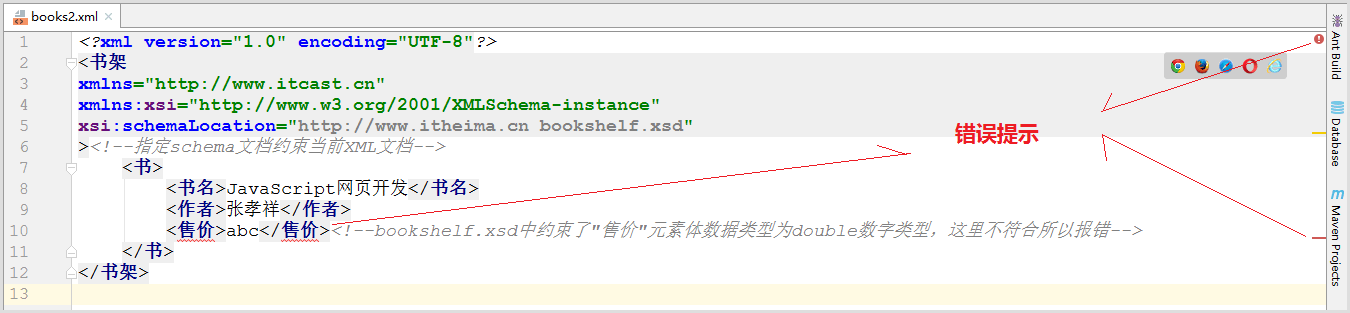 books2.xml
1 <?xml version="1.0" encoding="UTF-8"?>
2 <书架
3 xmlns="http://www.itcast.cn"
4 xmlns:xsi="http://www.w3.org/2001/XMLSchema-instance"
5 xsi:schemaLocation="http://www.itheima.cn bookshelf.xsd"
6 ><!--指定schema文档约束当前XML文档-->
7 <书>
8 <书名>JavaScript网页开发</书名>
9 <作者>张孝祥</作者>
10 <售价>abc</售价><!--bookshelf.xsd中约束了"售价"元素体数据类型为double数字类型，这里不符合所以报错-->
11 </书>
12 </书架>
13
错误提示
Ant Build
Database
m
Maven Projects